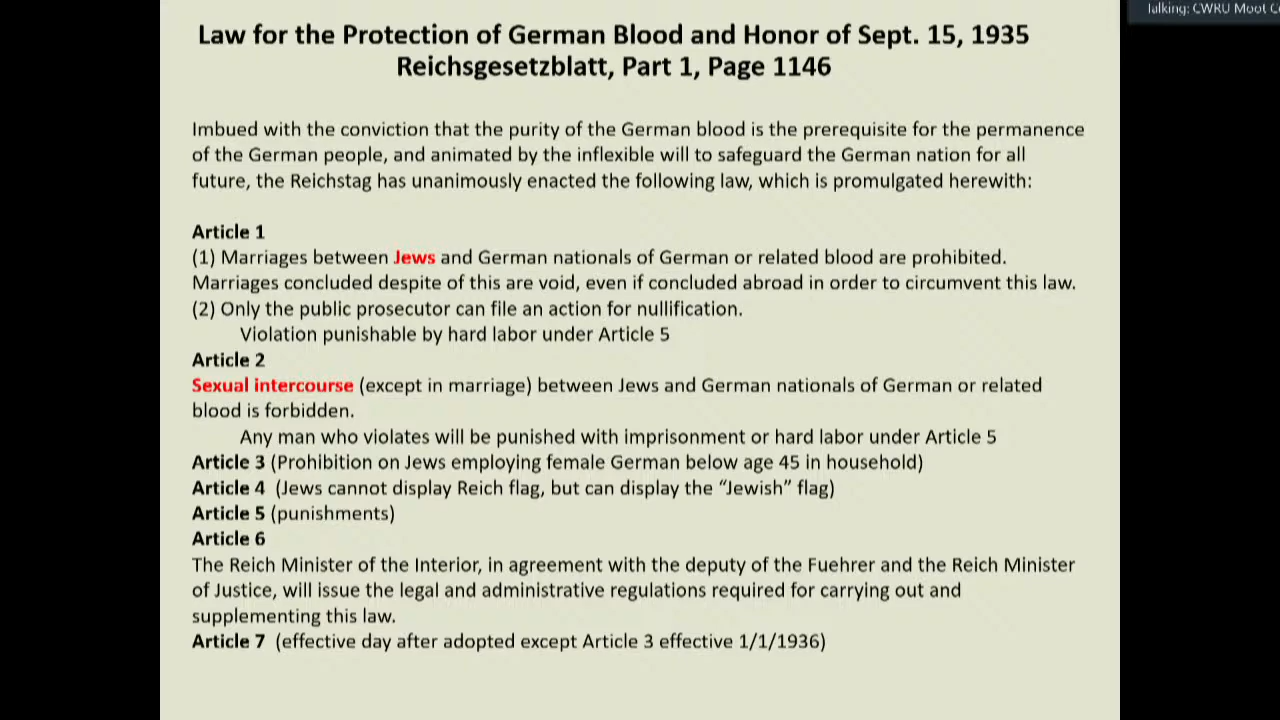 Talking: CWRU Moot C
Law for the Protection of German Blood and Honor of Sept. 15, 1935
Reichsgesetzblatt, Part 1, Page 1146
Imbued with the conviction that the purity of the German blood is the prerequisite for the permanence
of the German people, and animated by the inflexible will to safeguard the German nation for all
future, the Reichstag has unanimously enacted the following law, which is promulgated herewith:
Article 1
(1) Marriages between Jews and German nationals of German or related blood are prohibited.
Marriages concluded despite of this are void, even if concluded abroad in order to circumvent this law.
(2) Only the public prosecutor can file an action for nullification.
Violation punishable by hard labor under Article 5
Article 2
Sexual intercourse (except in marriage) between Jews and German nationals of German or related
blood is forbidden.
Any man who violates will be punished with imprisonment or hard labor under Article 5
Article 3 (Prohibition on Jews employing female German below age 45 in household)
Article 4 (Jews cannot display Reich flag, but can display the “Jewish” flag)
Article 5 (punishments)
Article 6
The Reich Minister of the Interior, in agreement with the deputy of the Fuehrer and the Reich Minister
of Justice, will issue the legal and administrative regulations required for carrying out and
supplementing this law.
Article 7 (effective day after adopted except Article 3 effective 1/1/1936)